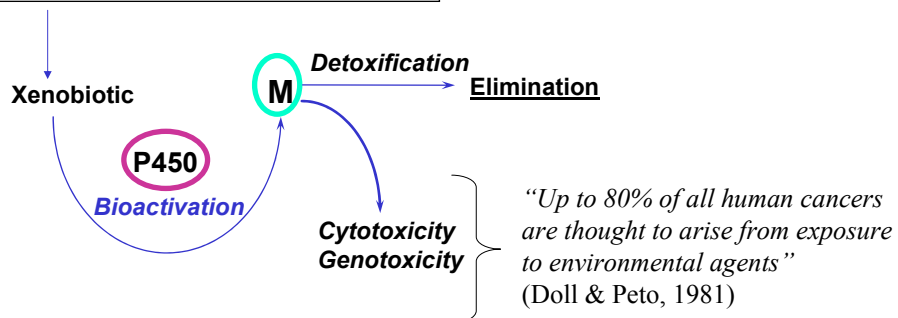 Detoxification
Xenobiotic
M
Elimination
P450
Bioactivation
Cytotoxicity
Genotoxicity
“Up to 80% of all human cancers
are thought to arise from exposure
to environmental agents”
(Doll & Peto, 1981)